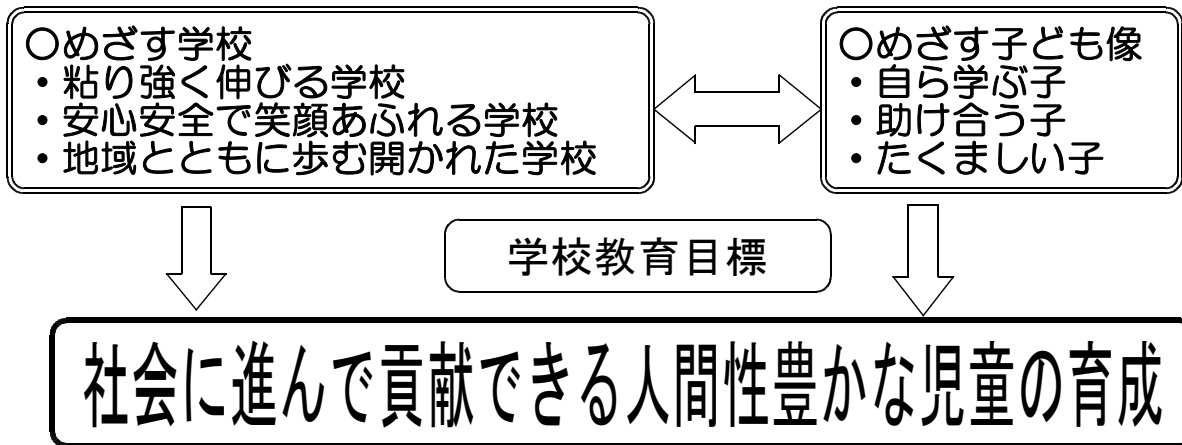 〇めざす学校
・粘り強く伸びる学校
・安心安全で笑顔あふれる学校
・地域とともに歩む開かれた学校
〇めざす子ども像
・自ら学ぶ子
・助け合う子
・たくましい子
学校教育目標
社会に進んで貢献できる人間性豊かな児童の育成